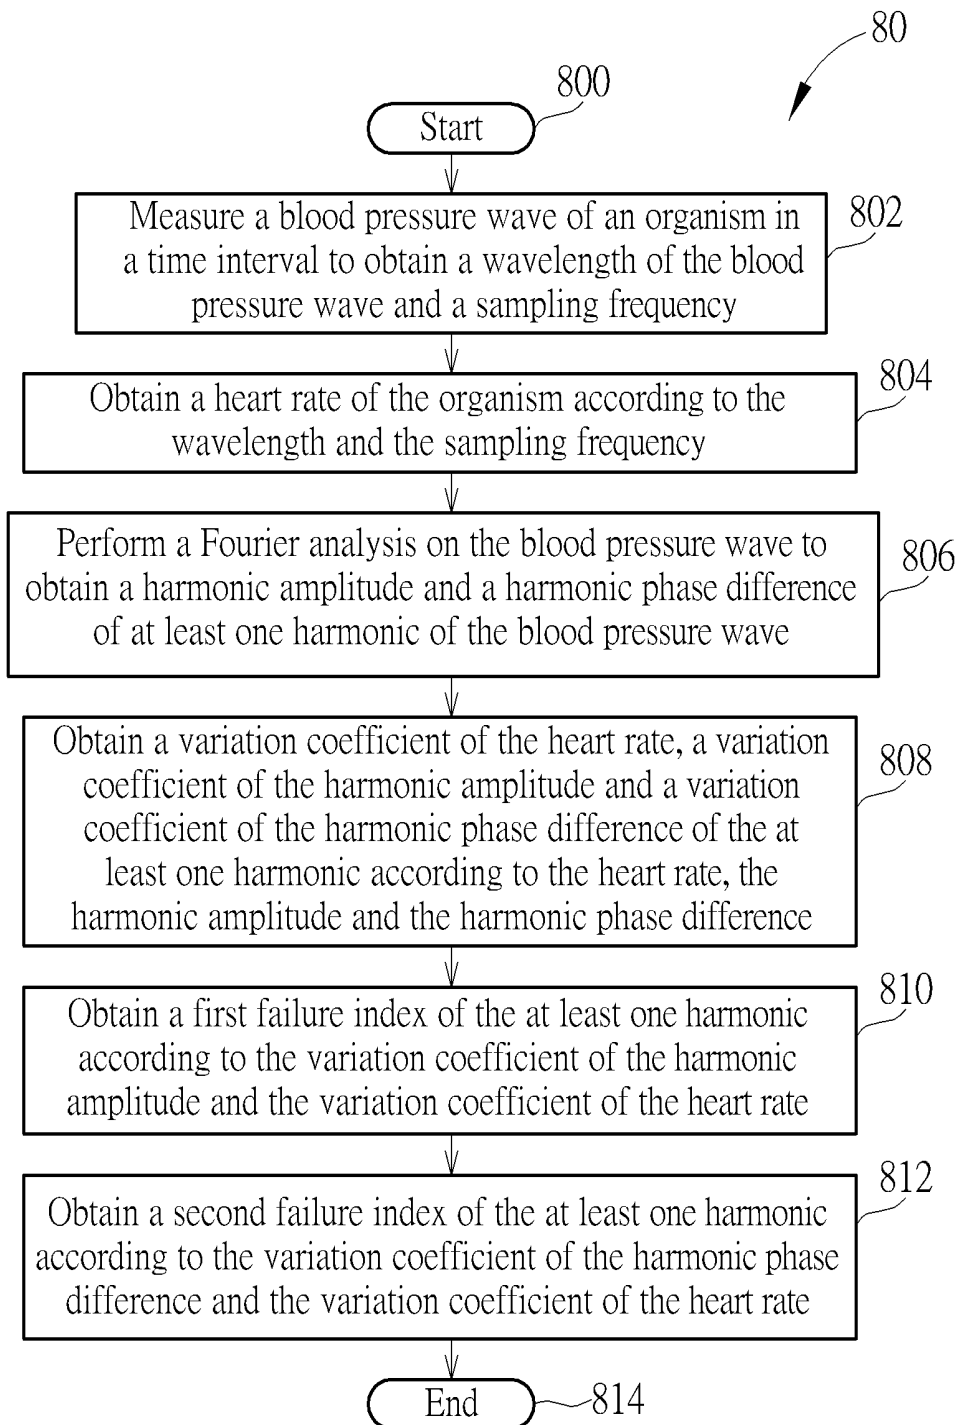 80
800
Start
802
Measure a blood pressure wave of an organism in
a time interval to obtain a wavelength of the blood
pressure wave and a sampling frequency
804
Obtain a heart rate of the organism according to the
wavelength and the sampling frequency
806
Perform a Fourier analysis on the blood pressure wave to
obtain a harmonic amplitude and a harmonic phase difference
of at least one harmonic of the blood pressure wave
808
Obtain a variation coefficient of the heart rate, a variation
coefficient of the harmonic amplitude and a variation
coefficient of the harmonic phase difference of the at
least one harmonic according to the heart rate, the
harmonic amplitude and the harmonic phase difference
810
Obtain a first failure index of the at least one harmonic
according to the variation coefficient of the harmonic
amplitude and the variation coefficient of the heart rate
812
Obtain a second failure index of the at least one harmonic
according to the variation coefficient of the harmonic phase
difference and the variation coefficient of the heart rate
End
814